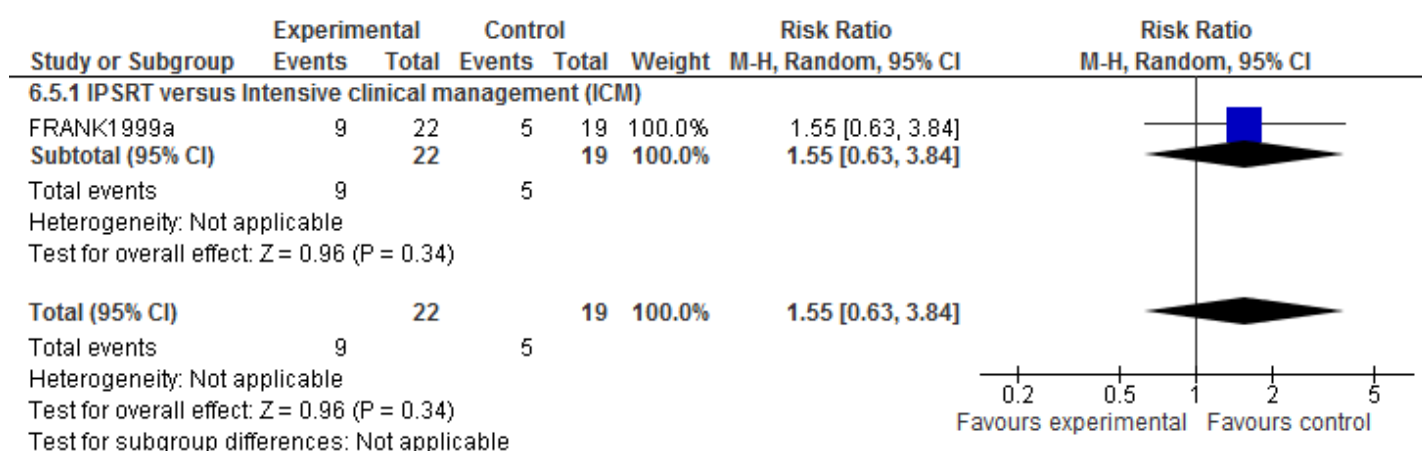 Experimental Control Risk Ratio Risk Ratio
Study or Subgroup Events Total Events Total Weight M-H, Random, 95% CI M-H, Random, 95% CI
6.5.1 IPSRT versus Intensive clinical management (ICM)
FRANK1999a 9 22 5 19 100.0% 1.55 [0.63, 3.84]
Subtotal (95% CI) 22 19 100.0% 1.55 [0.63, 3.84]
Total events 9 5
Heterogeneity: Not applicable
Test for overall effect: Z = 0.96 (P = 0.34)
Total (95% CI) 22 19 100.0% 1.55 [0.63, 3.84]
Total events 9 5
Heterogeneity: Not applicable
Test for overall effect: Z = 0.96 (P = 0.34)
Test for subgroup differences: Not applicable
0.2 0.5 1 2 5
Favours experimental Favours control